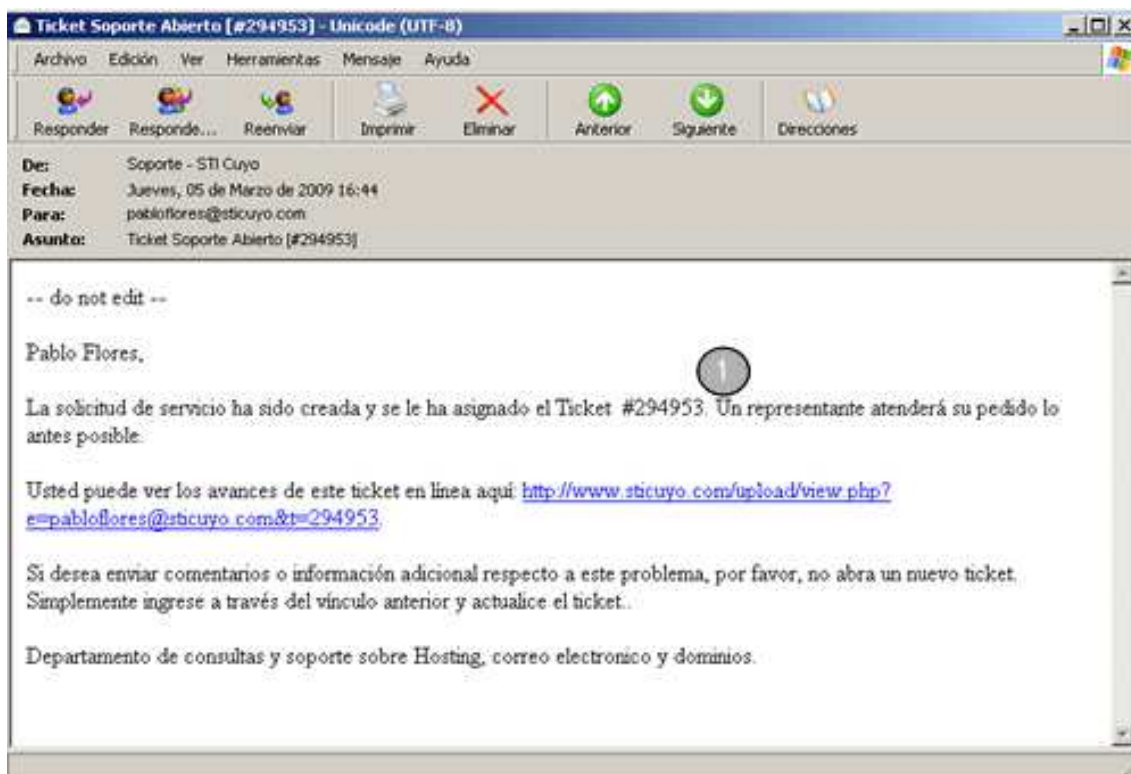 Ticket Soporte Abierto [#294953] - Unicode (UTF-8)
Archivo Edición Ver Herramientas Mensaje Ayuda
Responder Responde... Reenviar Imprimir Eliminar Anterior Siguiente Direcciones
De: Soporte - STI Cuyo
Fecha: Jueves, 05 de Marzo de 2009 16:44
Para: pabloflores@sticuyo.com
Asunto: Ticket Soporte Abierto [#294953]
-- do not edit --
Pablo Flores,
1
La solicitud de servicio ha sido creada y se le ha asignado el Ticket #294953. Un representante atenderá su pedido lo
antes posible.
Usted puede ver los avances de este ticket en línea aquí: http://www.sticuyo.com/upload/view.php?
e=pabloflores@sticuyo.com&t=294953.
Si desea enviar comentarios o información adicional respecto a este problema, por favor, no abra un nuevo ticket.
Simplemente ingrese a través del vínculo anterior y actualice el ticket..
Departamento de consultas y soporte sobre Hosting, correo electronico y dominios.